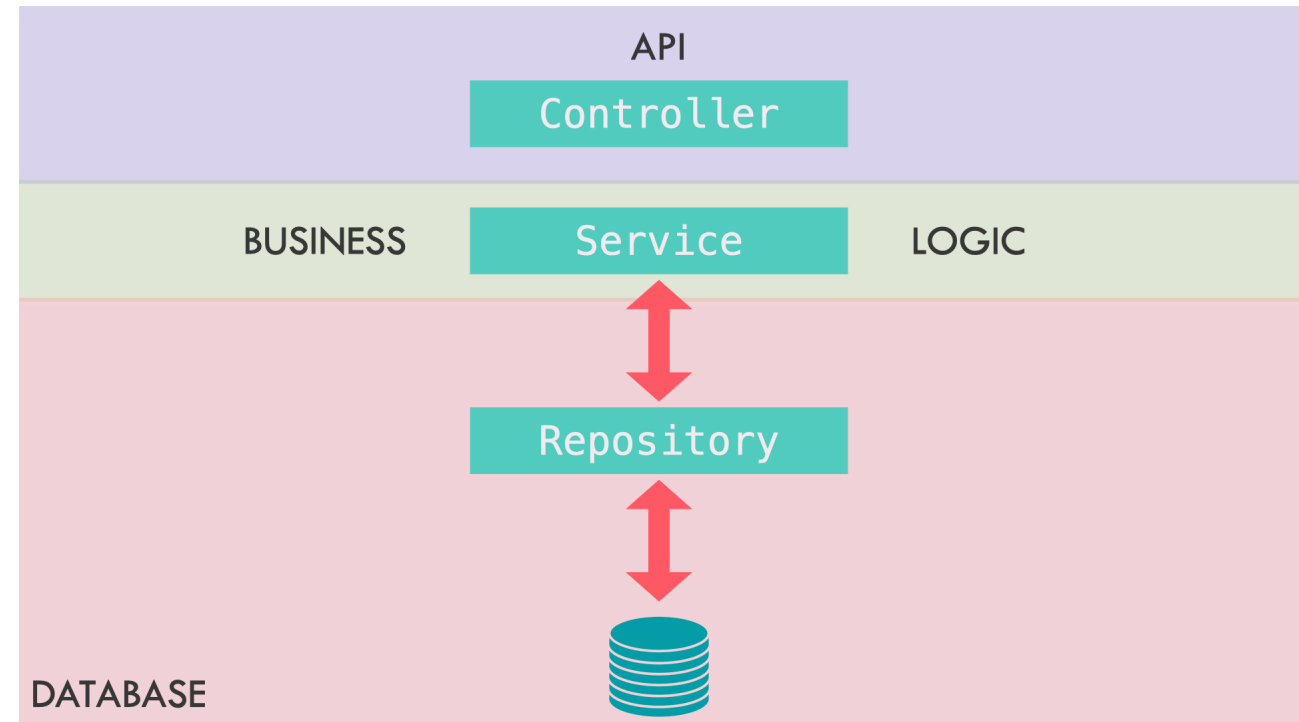 API
Controller
BUSINESS Service LOGIC
Repository
DATABASE